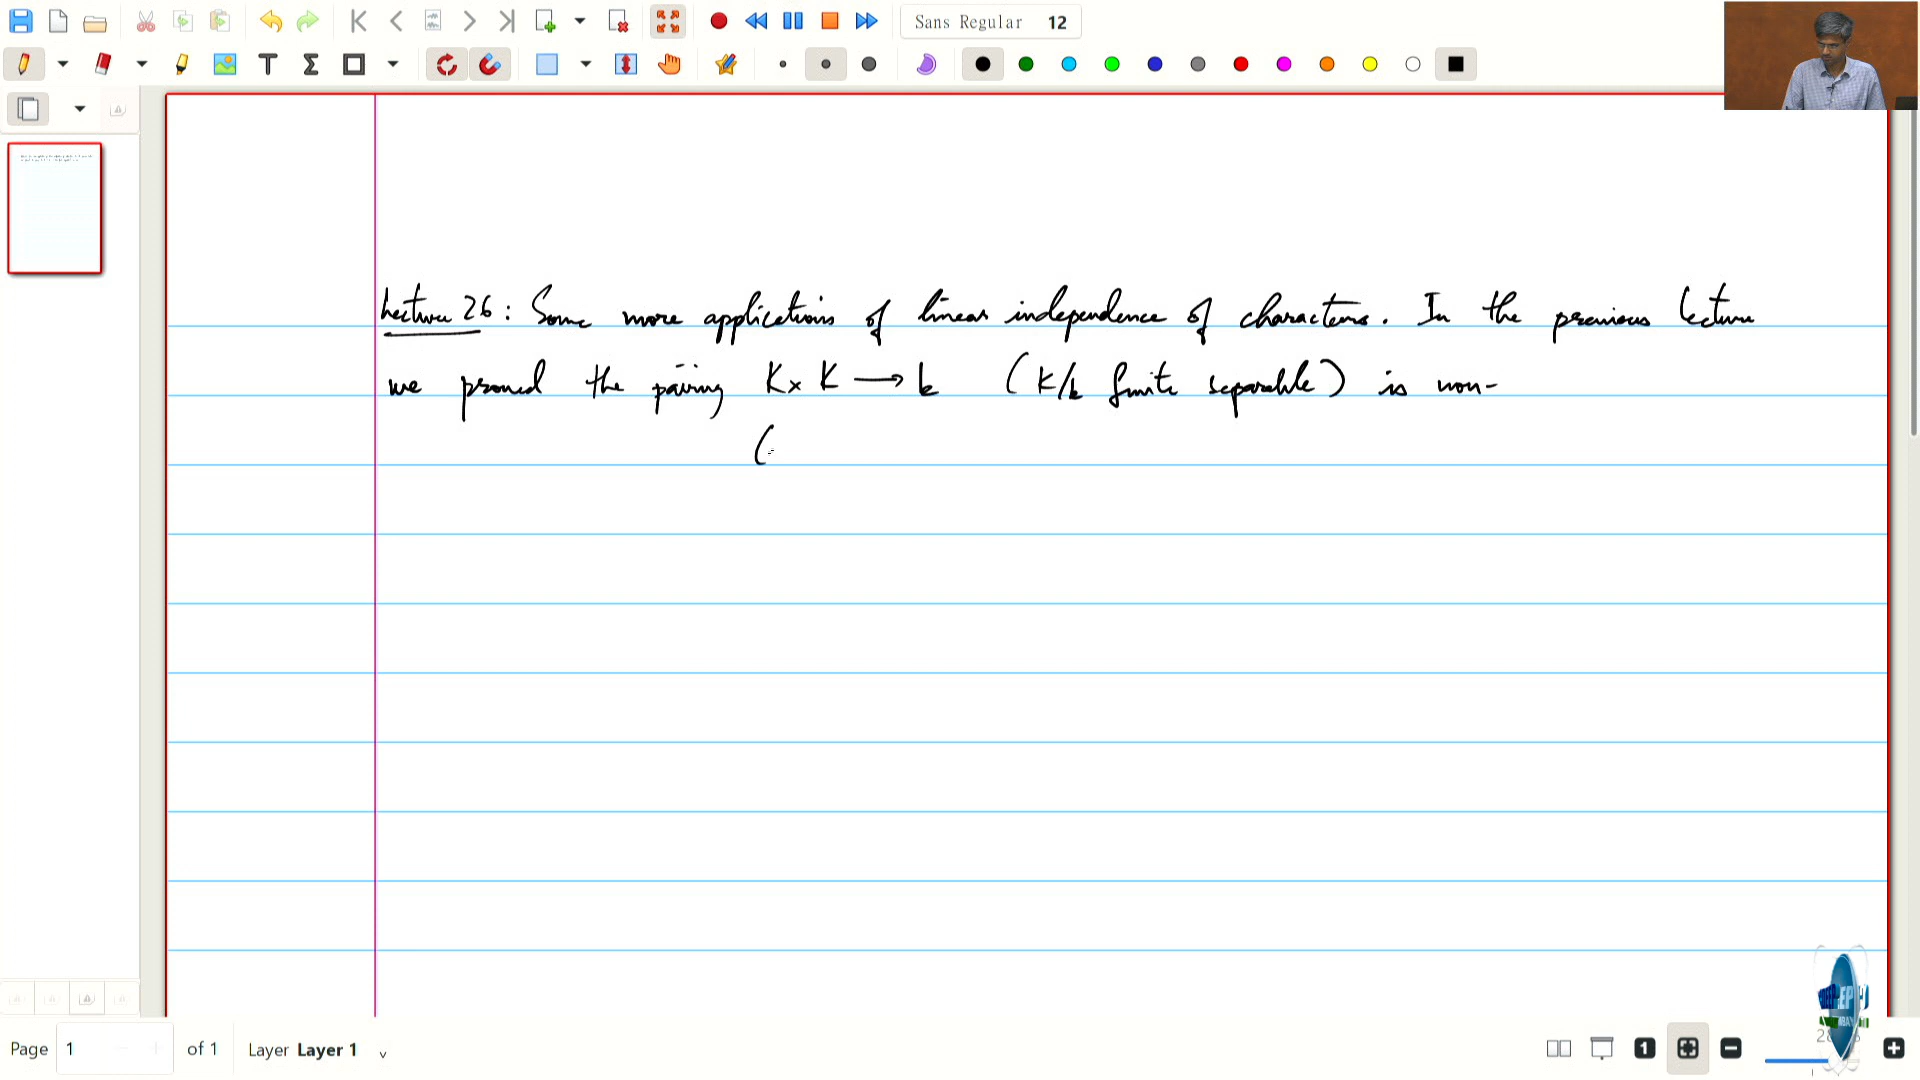 Sans Regular 12
Lecture 26: Some more applications of linear independence of characters. In the previous lecture
we proved the pairing K x K → k (K/k finite separable) is non-
(
Page 1 of 1 Layer Layer 1